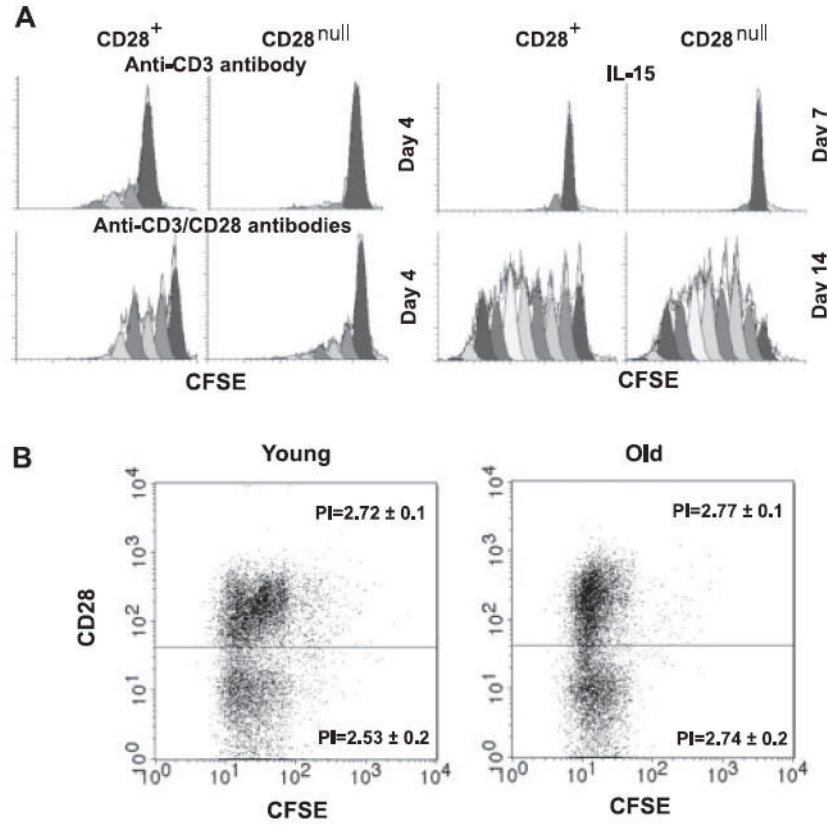 A
CD28+ CD28null CD28+ CD28null
Anti-CD3 antibody IL-15
Day 4 Day 7
Anti-CD3/CD28 antibodies
Day 4 Day 14
CFSE CFSE
B
Young Old
10^4 10^4
PI=2.72 ± 0.1 PI=2.77 ± 0.1
10^3 10^3
CD28
10^2 10^2
10^1 10^1
PI=2.53 ± 0.2 PI=2.74 ± 0.2
10^0 10^0
10^0 10^1 10^2 10^3 10^4 10^0 10^1 10^2 10^3 10^4
CFSE CFSE